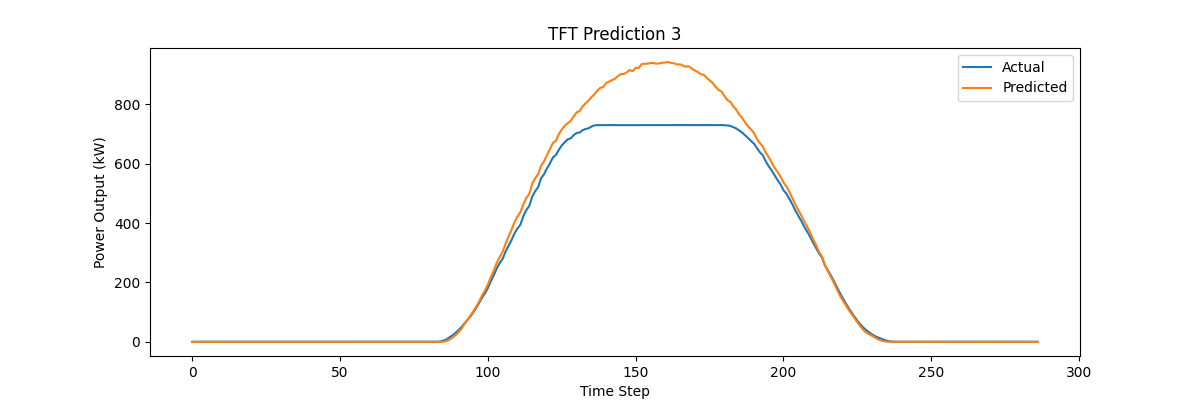 TFT Prediction 3
Actual
Predicted
Power Output (kW)
800
600
400
200
0
0 50 100 150 200 250 300
Time Step